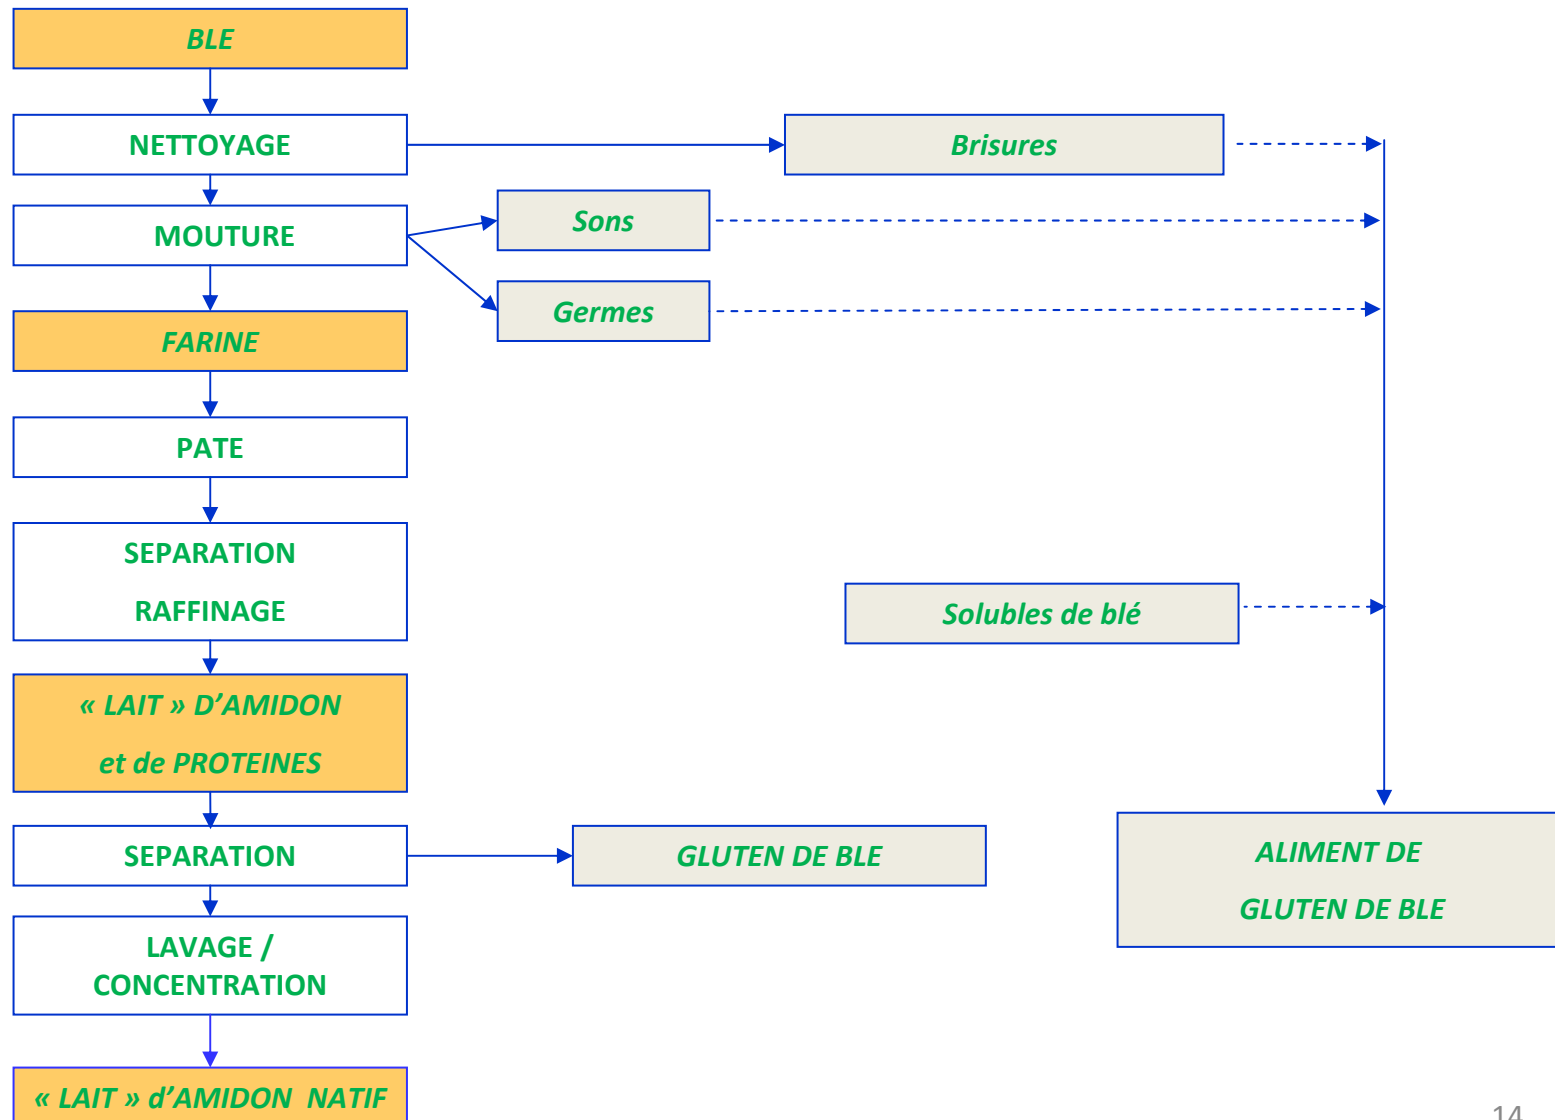 BLE
NETTOYAGE
Brisures
MOUTURE
Sons
Germes
FARINE
PATE
SEPARATION
RAFFINAGE
Solubles de blé
« LAIT » D’AMIDON
et de PROTEINES
SEPARATION
GLUTEN DE BLE
ALIMENT DE
GLUTEN DE BLE
LAVAGE /
CONCENTRATION
« LAIT » d’AMIDON NATIF
14